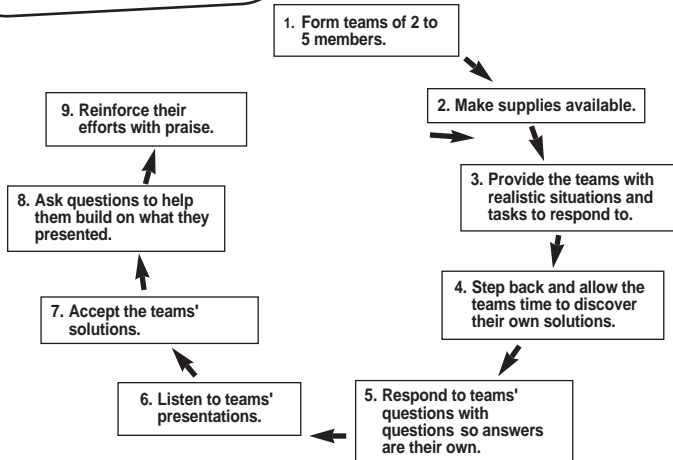 1. Form teams of 2 to
5 members.
2. Make supplies available.
3. Provide the teams with
realistic situations and
tasks to respond to.
4. Step back and allow the
teams time to discover
their own solutions.
5. Respond to teams'
questions with
questions so answers
are their own.
6. Listen to teams'
presentations.
7. Accept the teams'
solutions.
8. Ask questions to help
them build on what they
presented.
9. Reinforce their
efforts with praise.